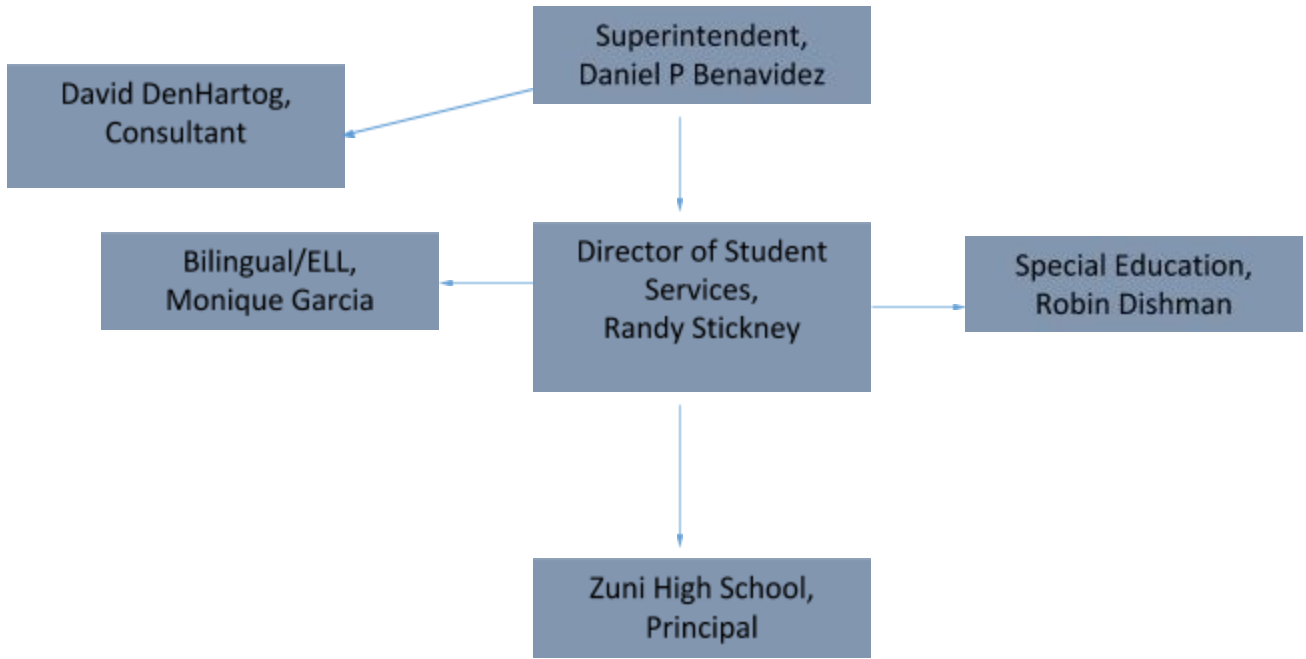 Superintendent,
Daniel P Benavidez
David DenHartog,
Consultant
Bilingual/ELL,
Monique Garcia
Director of Student
Services,
Randy Stickney
Special Education,
Robin Dishman
Zuni High School,
Principal